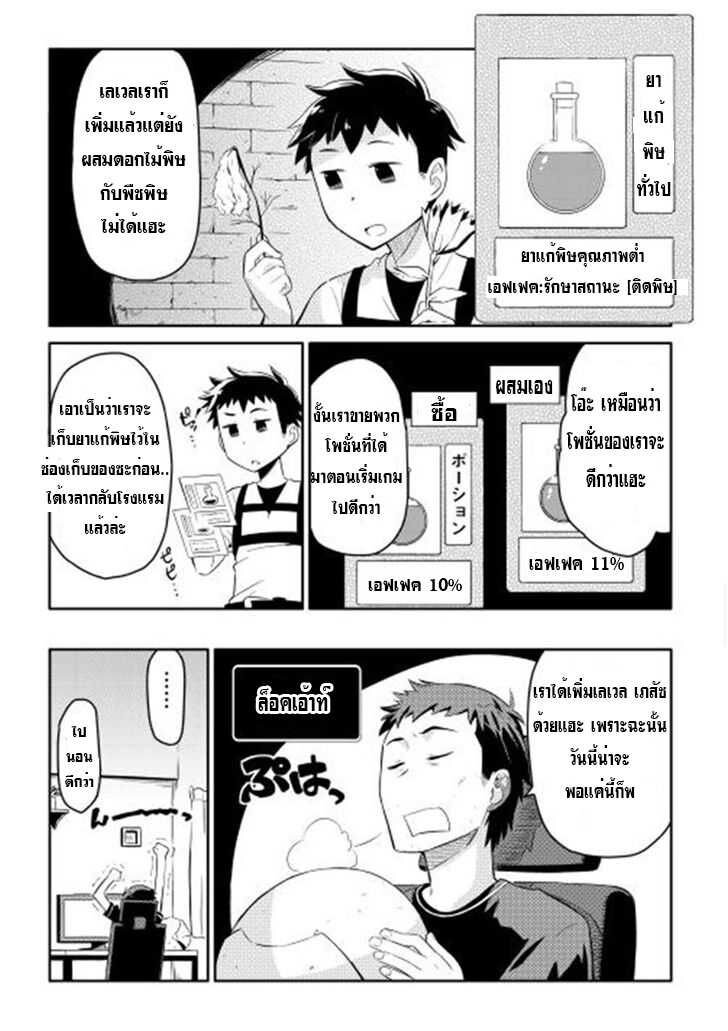 ยา
แก้
พิษ
ทั่วไป
ยาแก้พิษคุณภาพต่ำ
เอฟเฟค:รักษาสถานะ [ติดพิษ]
เลเวลเราก็
เพิ่มแล้วแต่ยัง
ผสมดอกไม้พิษ
กับพืชพิษ
ไม่ได้แฮะ
โอ๊ะ เหมือนว่า
โพชั่นของเราจะ
ดีกว่าแฮะ
ผสมเอง
เอฟเฟค 11%
ซื้อ
ポーション
เอฟเฟค 10%
งั้นเราขายพวก
โพชั่นที่ได้
มาตอนเริ่มเกม
ไปดีกว่า
เอาเป็นว่าเราจะ
เก็บยาแก้พิษไว้ใน
ช่องเก็บของซะก่อน..
ได้เวลากลับโรงแรม
แล้วล่ะ
ピッ
ピピ...
เราได้เพิ่มเลเวล เภสัช
ด้วยแฮะ เพราะฉะนั้น
วันนี้น่าจะ
พอแค่นี้ก็พ
ล็อคเอ้าท์
ぷはっ
......
ไป
นอน
ดีกว่า
んーーっ